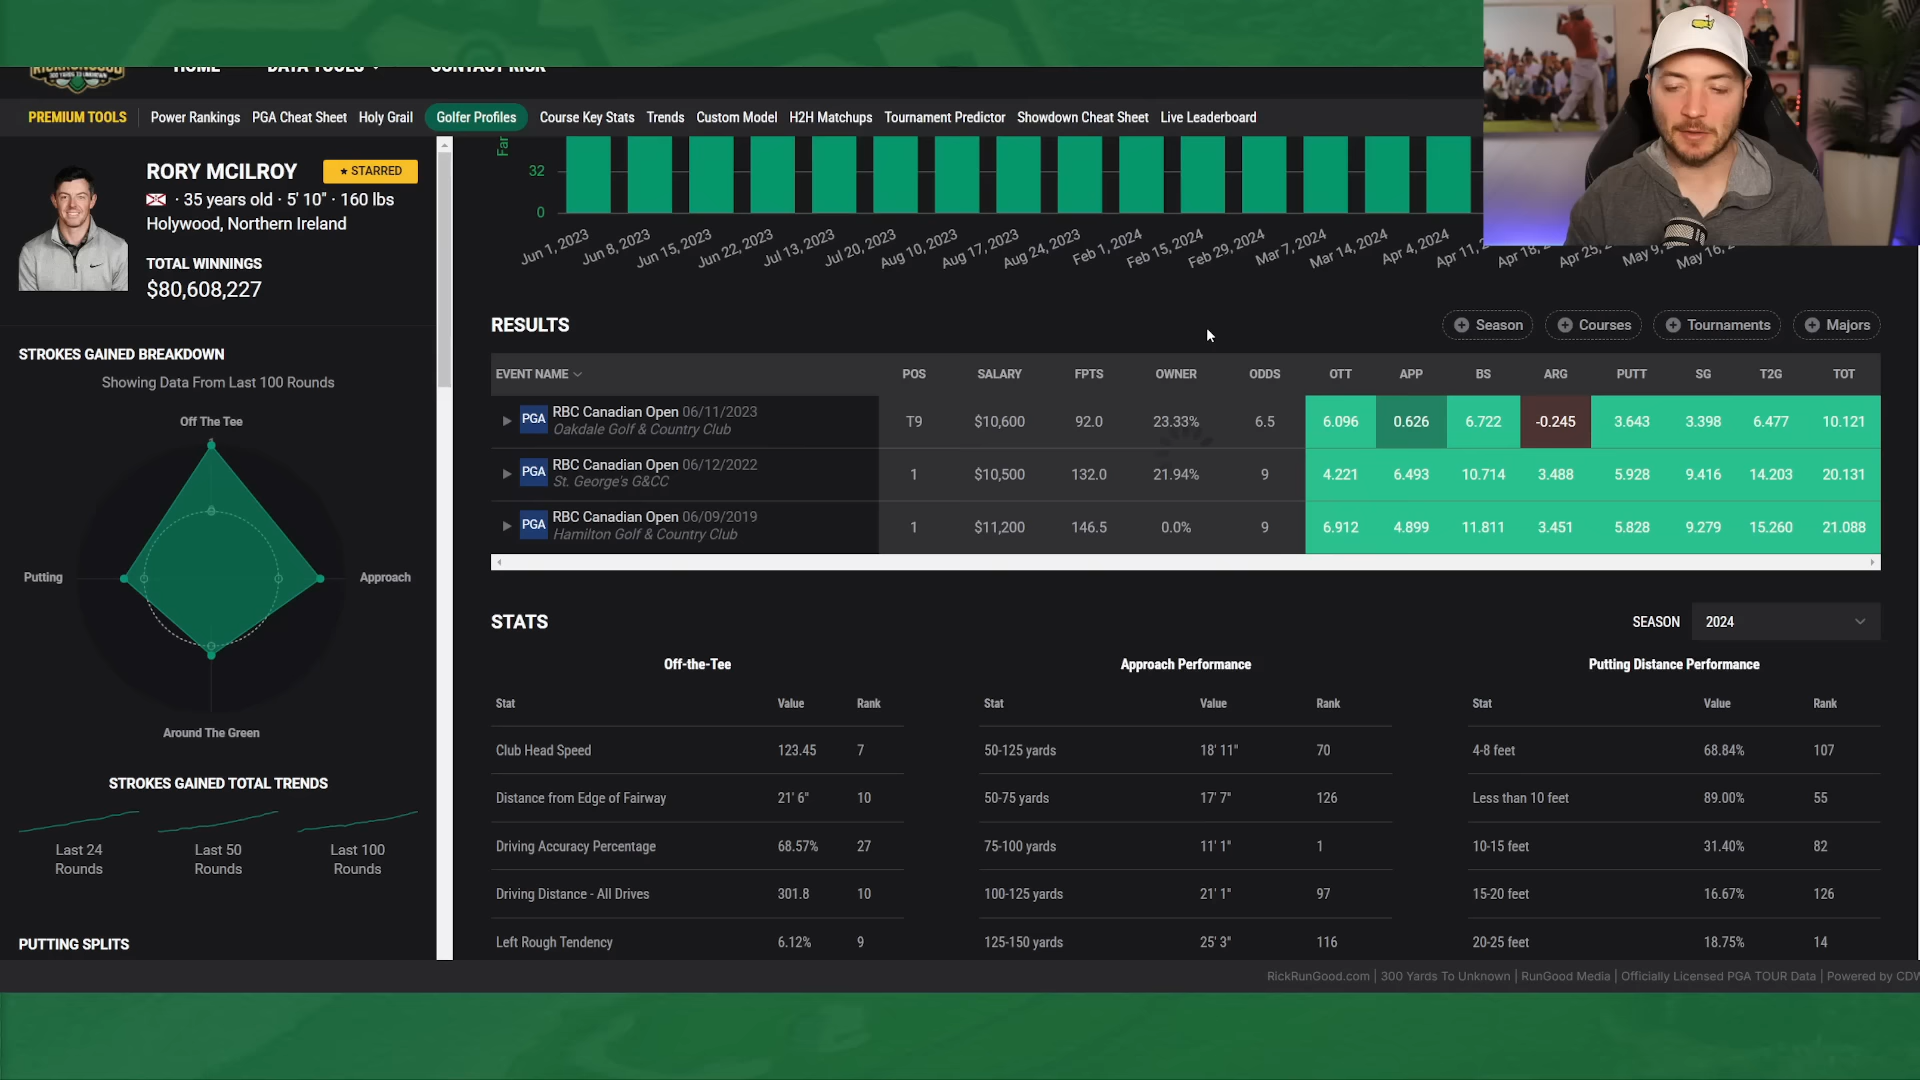 RICKRUNGOOD
300 YARDS TO UNKNOWN
HOME DATA TOOLS CONTACT RICK
PREMIUM TOOLS Power Rankings PGA Cheat Sheet Holy Grail Golfer Profiles Course Key Stats Trends Custom Model H2H Matchups Tournament Predictor Showdown Cheat Sheet Live Leaderboard
RORY MCILROY ★ STARRED
· 35 years old · 5' 10" · 160 lbs
Holywood, Northern Ireland
TOTAL WINNINGS
$80,608,227
STROKES GAINED BREAKDOWN
Showing Data From Last 100 Rounds
Off The Tee
Putting Approach
Around The Green
STROKES GAINED TOTAL TRENDS
Last 24 Rounds
Last 50 Rounds
Last 100 Rounds
PUTTING SPLITS
Fan
32
0
Jun 1, 2023 Jun 8, 2023 Jun 15, 2023 Jun 22, 2023 Jul 13, 2023 Jul 20, 2023 Aug 10, 2023 Aug 17, 2023 Aug 24, 2023 Feb 1, 2024 Feb 15, 2024 Feb 29, 2024 Mar 7, 2024 Mar 14, 2024 Apr 4, 2024 Apr 11, Apr 18, Apr 25, May 9, May 16,
RESULTS Season Courses Tournaments Majors
EVENT NAME POS SALARY FPTS OWNER ODDS OTT APP BS ARG PUTT SG T2G TOT
PGA RBC Canadian Open 06/11/2023 T9 $10,600 92.0 23.33% 6.5 6.096 0.626 6.722 -0.245 3.643 3.398 6.477 10.121
Oakdale Golf & Country Club
PGA RBC Canadian Open 06/12/2022 1 $10,500 132.0 21.94% 9 4.221 6.493 10.714 3.488 5.928 9.416 14.203 20.131
St. George's G&CC
PGA RBC Canadian Open 06/09/2019 1 $11,200 146.5 0.0% 9 6.912 4.899 11.811 3.451 5.828 9.279 15.260 21.088
Hamilton Golf & Country Club
STATS SEASON 2024
Off-the-Tee Approach Performance Putting Distance Performance
Stat Value Rank Stat Value Rank Stat Value Rank
Club Head Speed 123.45 7 50-125 yards 18' 11" 70 4-8 feet 68.84% 107
Distance from Edge of Fairway 21' 6" 10 50-75 yards 17' 7" 126 Less than 10 feet 89.00% 55
Driving Accuracy Percentage 68.57% 27 75-100 yards 11' 1" 1 10-15 feet 31.40% 82
Driving Distance - All Drives 301.8 10 100-125 yards 21' 1" 97 15-20 feet 16.67% 126
Left Rough Tendency 6.12% 9 125-150 yards 25' 3" 116 20-25 feet 18.75% 14
RickRunGood.com | 300 Yards To Unknown | RunGood Media | Officially Licensed PGA TOUR Data | Powered by CDW